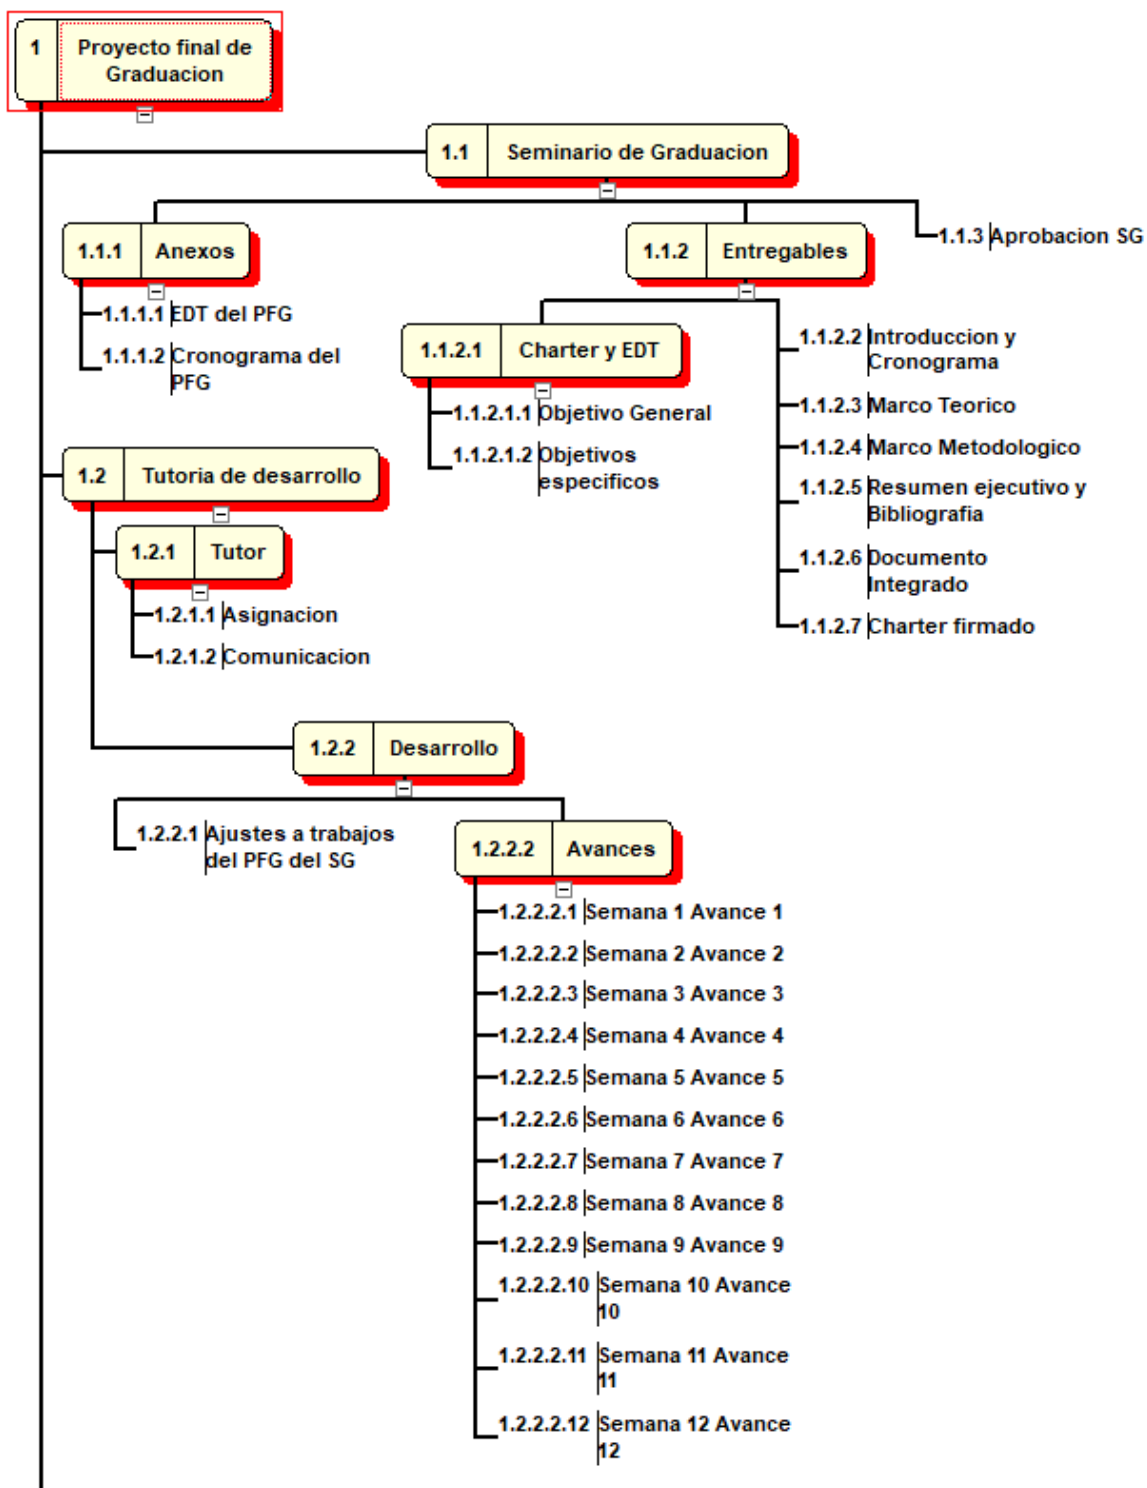 1 Proyecto final de
Graduacion
1.1 Seminario de Graduacion
1.1.1 Anexos
1.1.1.1 EDT del PFG
1.1.1.2 Cronograma del
PFG
1.1.2 Entregables
1.1.2.1 Charter y EDT
1.1.2.1.1 Objetivo General
1.1.2.1.2 Objetivos
especificos
1.1.2.2 Introduccion y
Cronograma
1.1.2.3 Marco Teorico
1.1.2.4 Marco Metodologico
1.1.2.5 Resumen ejecutivo y
Bibliografia
1.1.2.6 Documento
Integrado
1.1.2.7 Charter firmado
1.1.3 Aprobacion SG
1.2 Tutoria de desarrollo
1.2.1 Tutor
1.2.1.1 Asignacion
1.2.1.2 Comunicacion
1.2.2 Desarrollo
1.2.2.1 Ajustes a trabajos
del PFG del SG
1.2.2.2 Avances
1.2.2.2.1 Semana 1 Avance 1
1.2.2.2.2 Semana 2 Avance 2
1.2.2.2.3 Semana 3 Avance 3
1.2.2.2.4 Semana 4 Avance 4
1.2.2.2.5 Semana 5 Avance 5
1.2.2.2.6 Semana 6 Avance 6
1.2.2.2.7 Semana 7 Avance 7
1.2.2.2.8 Semana 8 Avance 8
1.2.2.2.9 Semana 9 Avance 9
1.2.2.2.10 Semana 10 Avance
10
1.2.2.2.11 Semana 11 Avance
11
1.2.2.2.12 Semana 12 Avance
12